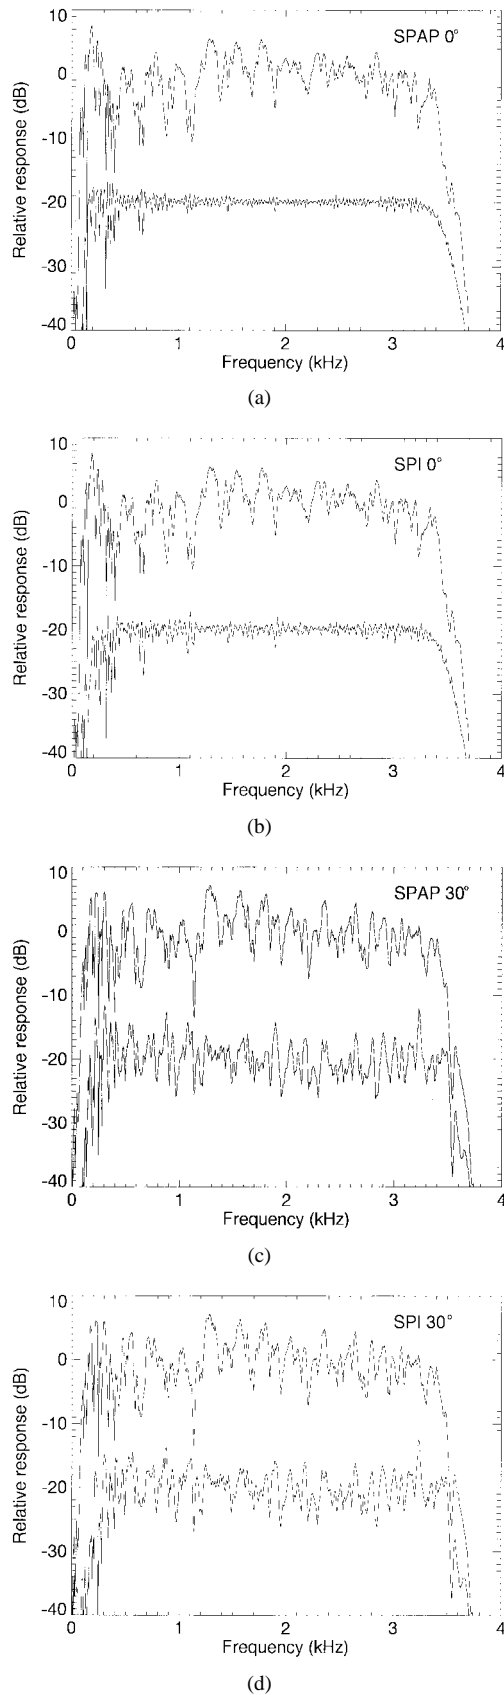 SPAP 0°
Relative response (dB)
10
0
-10
-20
-30
-40
0 1 2 3 4
Frequency (kHz)
(a)
SPI 0°
Relative response (dB)
10
0
-10
-20
-30
-40
0 1 2 3 4
Frequency (kHz)
(b)
SPAP 30°
Relative response (dB)
10
0
-10
-20
-30
-40
0 1 2 3 4
Frequency (kHz)
(c)
SPI 30°
Relative response (dB)
10
0
-10
-20
-30
-40
0 1 2 3 4
Frequency (kHz)
(d)